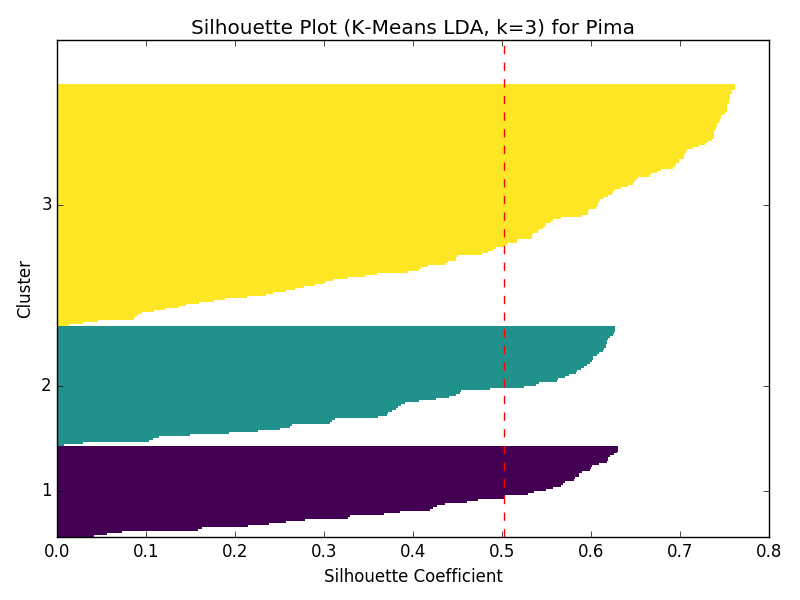 Silhouette Plot (K-Means LDA, k=3) for Pima
3
2
1
Cluster
0.0 0.1 0.2 0.3 0.4 0.5 0.6 0.7 0.8
Silhouette Coefficient